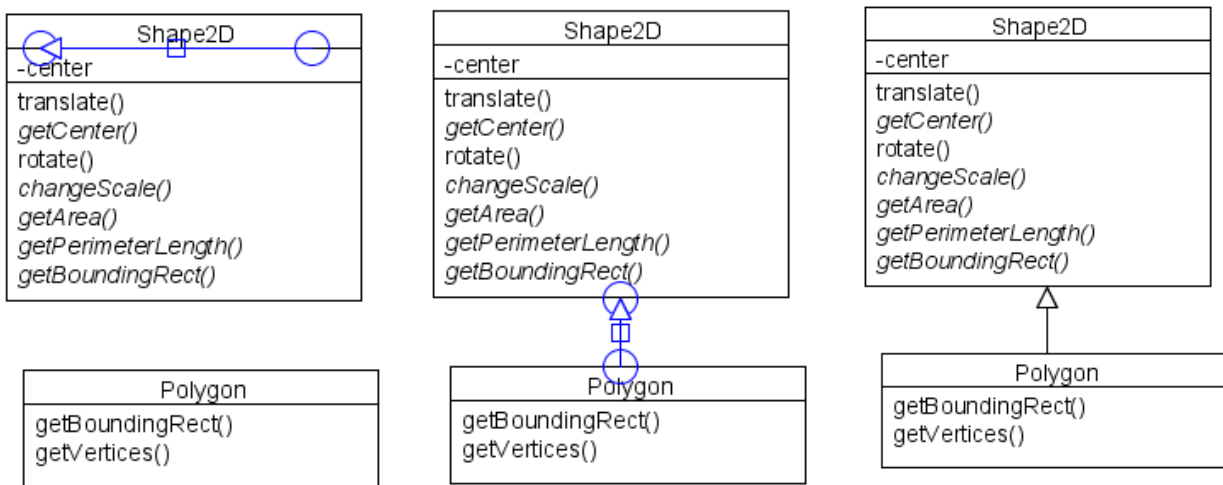 Shape2D
-center
translate()
getCenter()
rotate()
changeScale()
getArea()
getPerimeterLength()
getBoundingRect()
Polygon
getBoundingRect()
getVertices()
Shape2D
-center
translate()
getCenter()
rotate()
changeScale()
getArea()
getPerimeterLength()
getBoundingRect()
Polygon
getBoundingRect()
getVertices()
Shape2D
-center
translate()
getCenter()
rotate()
changeScale()
getArea()
getPerimeterLength()
getBoundingRect()
Polygon
getBoundingRect()
getVertices()